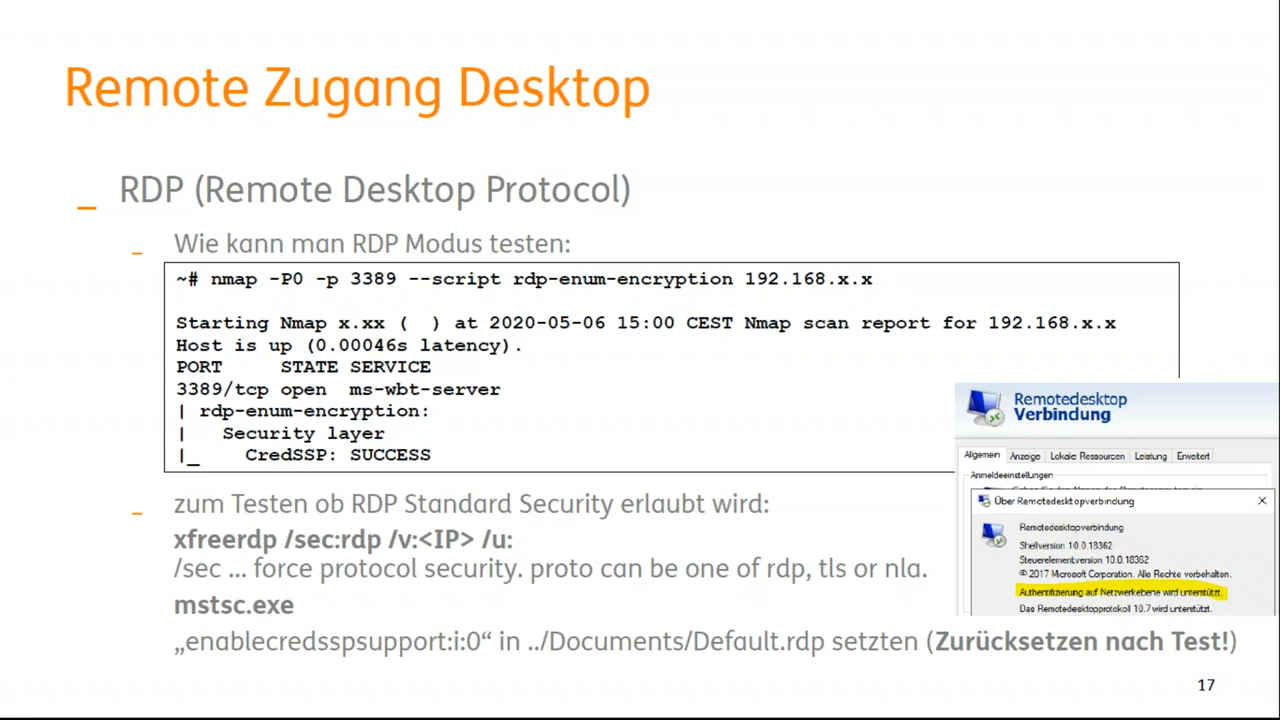 Remote Zugang Desktop
_ RDP (Remote Desktop Protocol)
_ Wie kann man RDP Modus testen:
~# nmap -P0 -p 3389 --script rdp-enum-encryption 192.168.x.x
Starting Nmap x.xx ( ) at 2020-05-06 15:00 CEST Nmap scan report for 192.168.x.x
Host is up (0.00046s latency).
PORT STATE SERVICE
3389/tcp open ms-wbt-server
| rdp-enum-encryption:
| Security layer
|_ CredSSP: SUCCESS
Remotedesktop
Verbindung
Allgemein Anzeige Lokale Ressourcen Leistung Erweitert
Anmeldeeinstellungen
Über Remotedesktopverbindung
Remotedesktopverbindung
Shellversion 10.0.18362
Steuerelementversion 10.0.18362
© 2017 Microsoft Corporation. Alle Rechte vorbehalten.
Authentifizierung auf Netzwerkebene wird unterstützt.
Das Remotedesktopprotokoll 10.7 wird unterstützt.
_ zum Testen ob RDP Standard Security erlaubt wird:
xfreerdp /sec:rdp /v:<IP> /u:
/sec ... force protocol security. proto can be one of rdp, tls or nla.
mstsc.exe
„enablecredsspsupport:i:0“ in ../Documents/Default.rdp setzten (Zurücksetzen nach Test!)
17